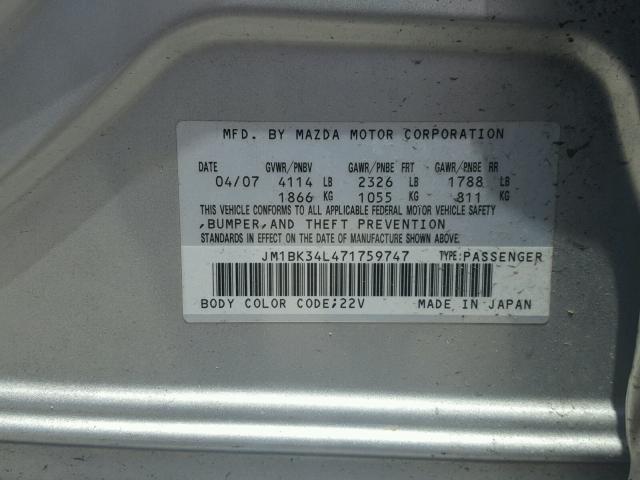 MFD. BY MAZDA MOTOR CORPORATION
DATE GVWR/PNBV GAWR/PNBE FRT GAWR/PNBE RR
04/07 4114 LB 2326 LB 1788 LB
1866 KG 1055 KG 811 KG
THIS VEHICLE CONFORMS TO ALL APPLICABLE FEDERAL MOTOR VEHICLE SAFETY
,BUMPER,AND THEFT PREVENTION
STANDARDS IN EFFECT ON THE DATE OF MANUFACTURE SHOWN ABOVE.
JM1BK34L471759747 TYPE:PASSENGER
BODY COLOR CODE;22V MADE IN JAPAN